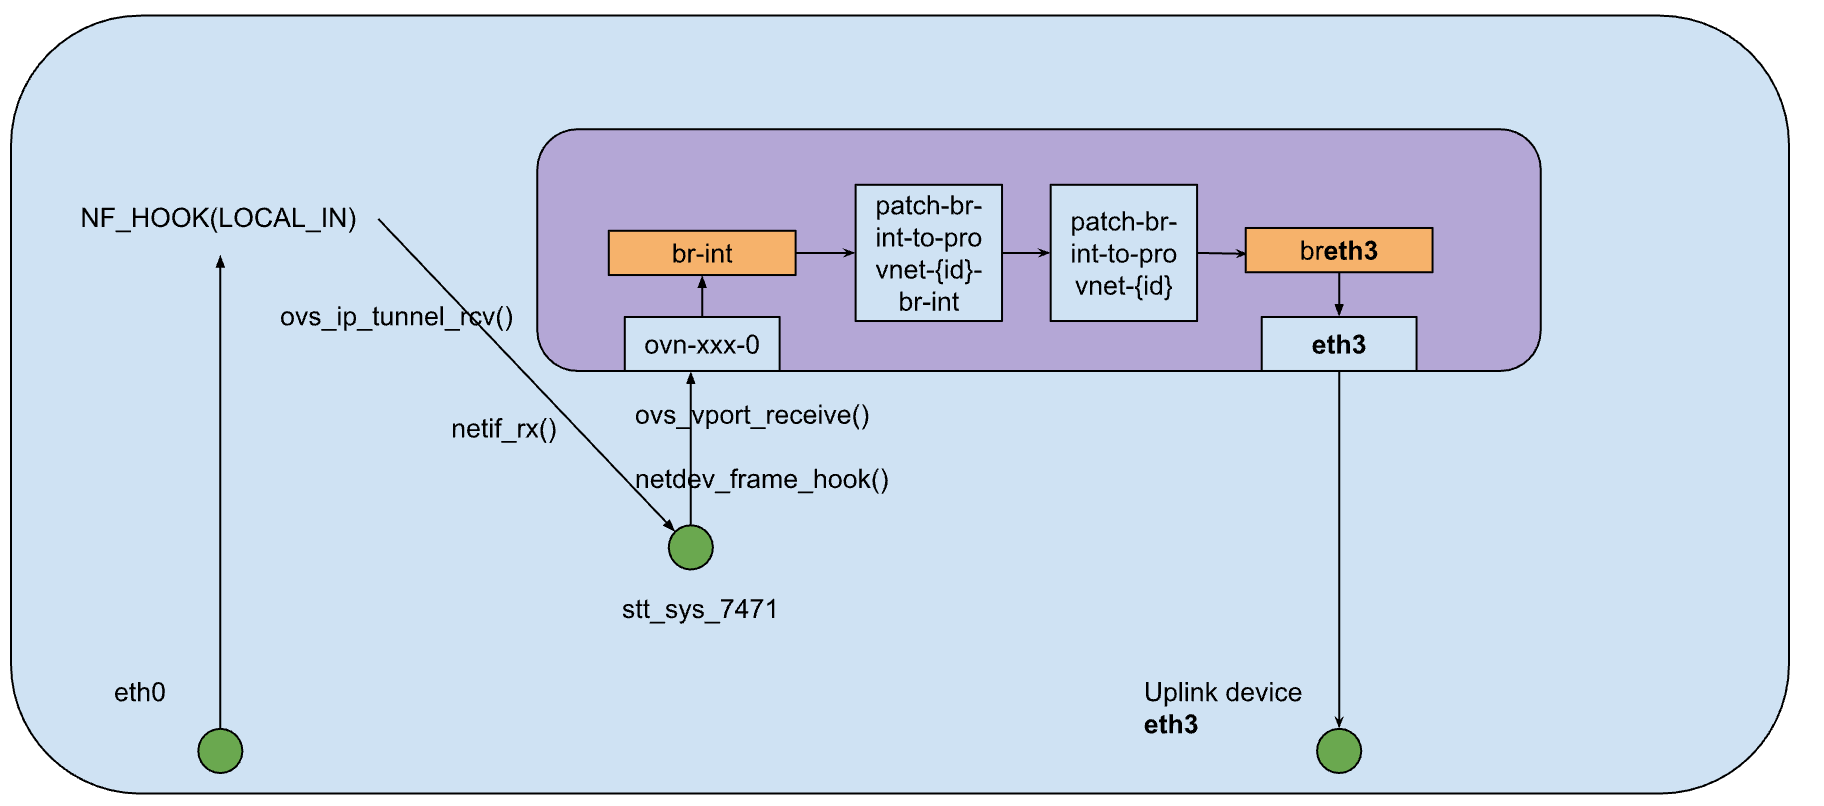 NF_HOOK(LOCAL_IN)
ovs_ip_tunnel_rcv()
netif_rx()
br-int
patch-br-
int-to-pro
vnet-{id}-
br-int
patch-br-
int-to-pro
vnet-{id}
breth3
ovn-xxx-0
eth3
ovs_vport_receive()
netdev_frame_hook()
stt_sys_7471
eth0
Uplink device
eth3